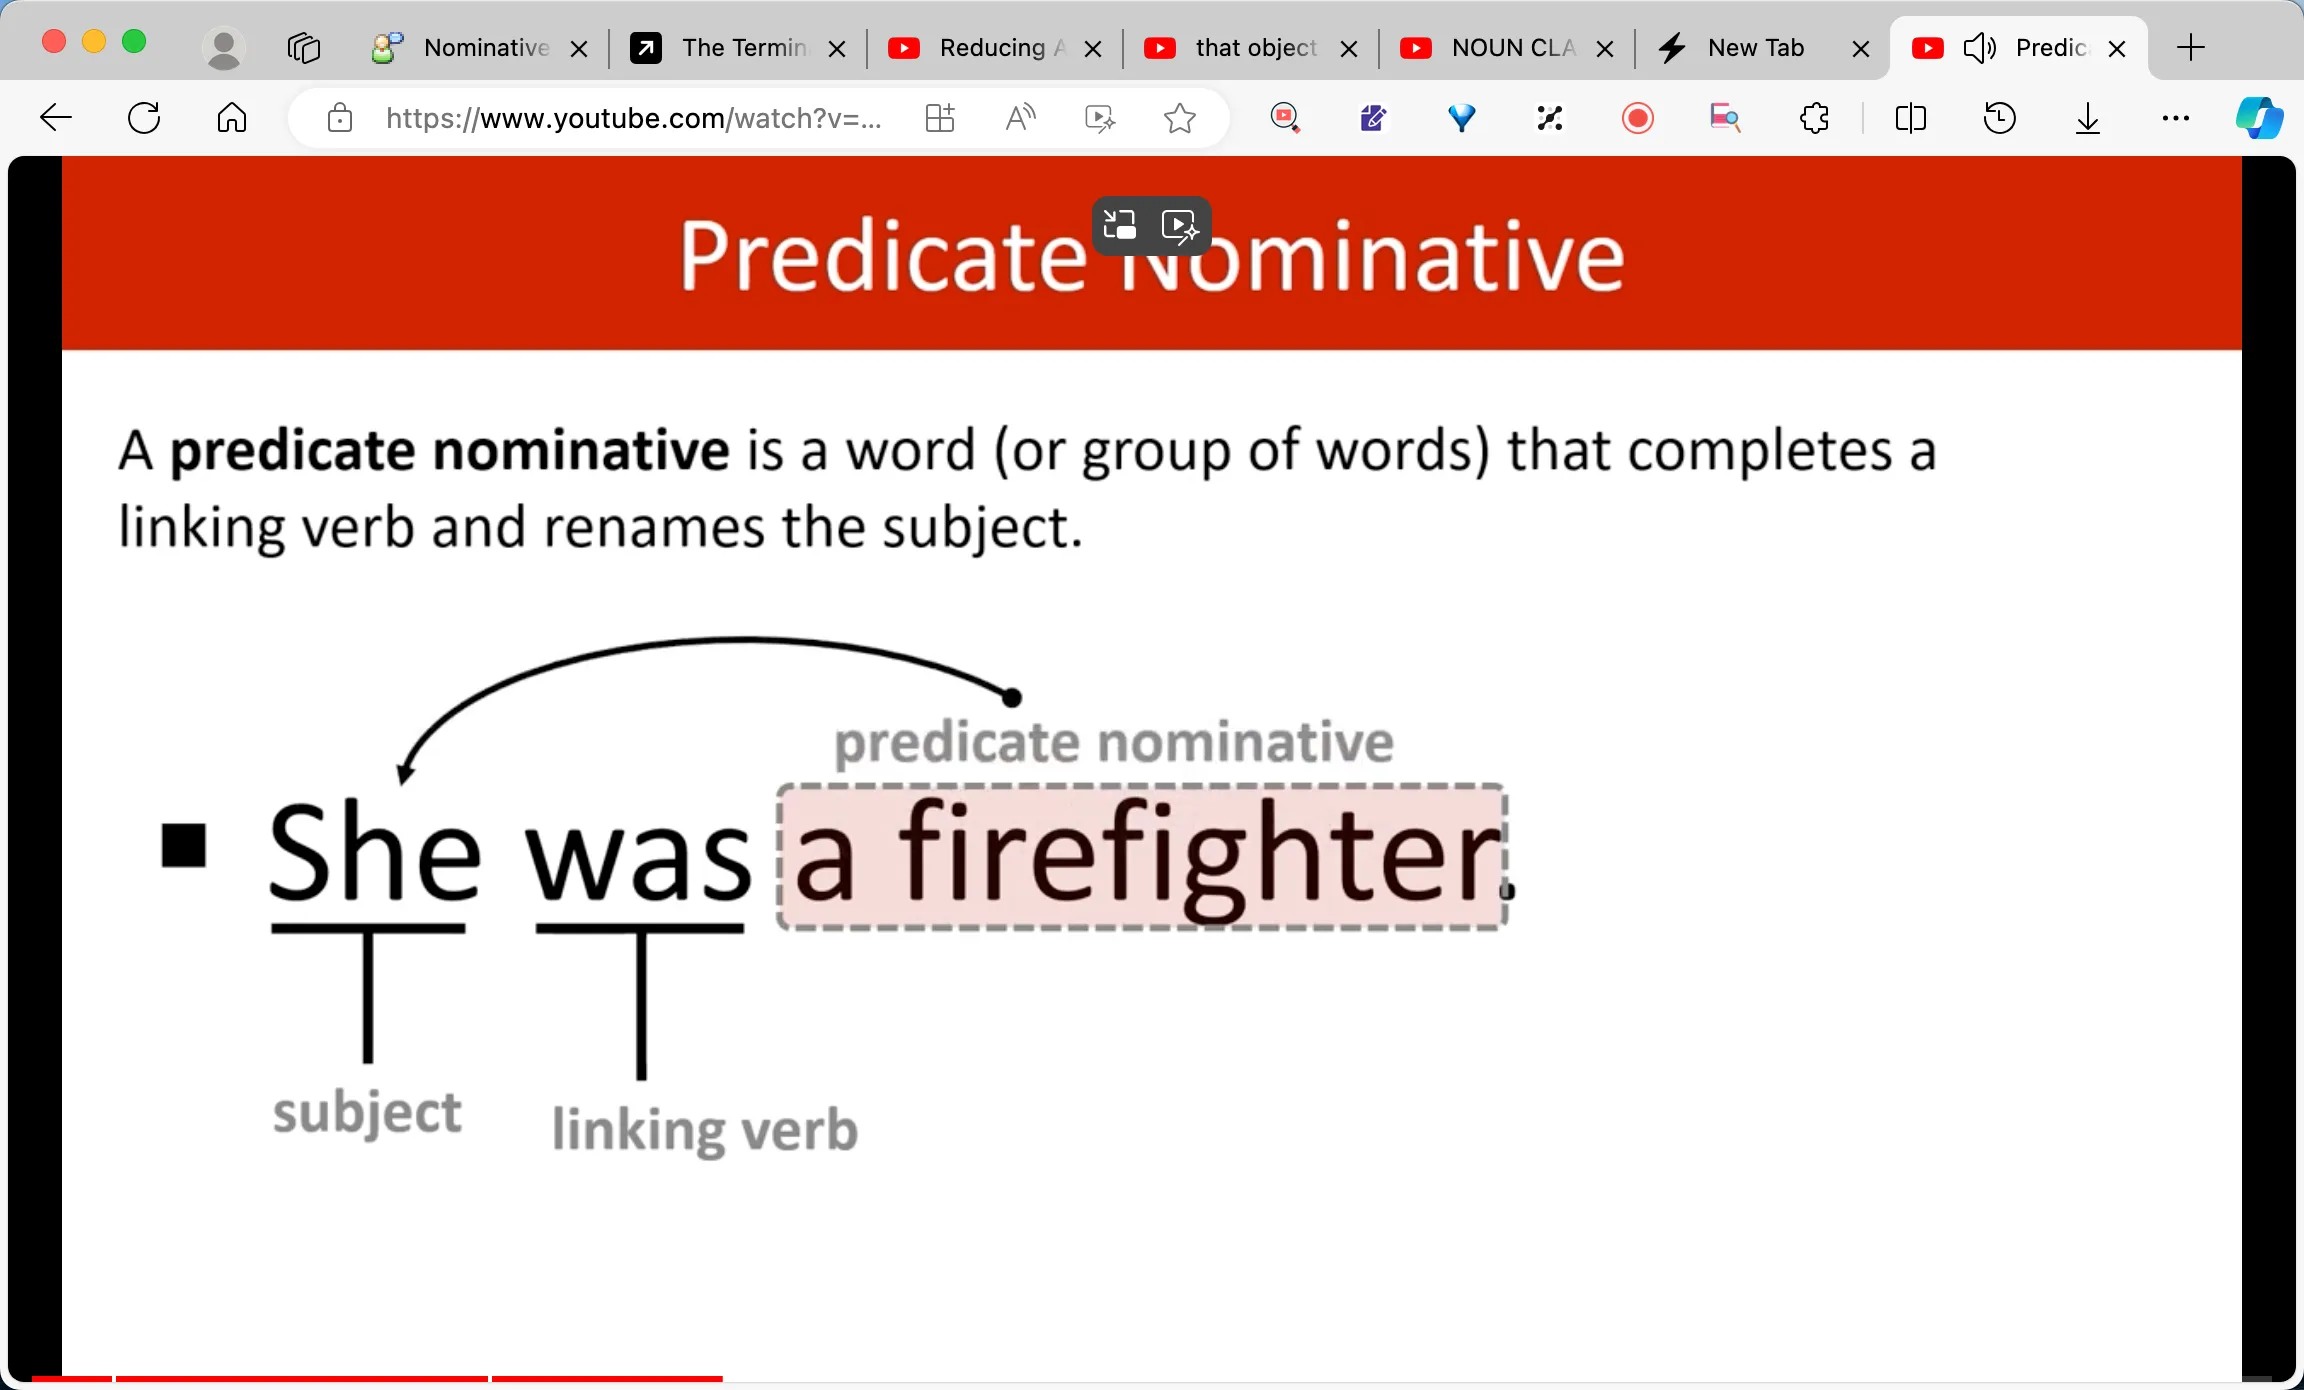 Nominative
The Termin
Reducing A
that object
NOUN CLA
New Tab
Predic
https://www.youtube.com/watch?v=...
Predicate Nominative
A predicate nominative is a word (or group of words) that completes a
linking verb and renames the subject.
predicate nominative
She was a firefighter.
subject
linking verb